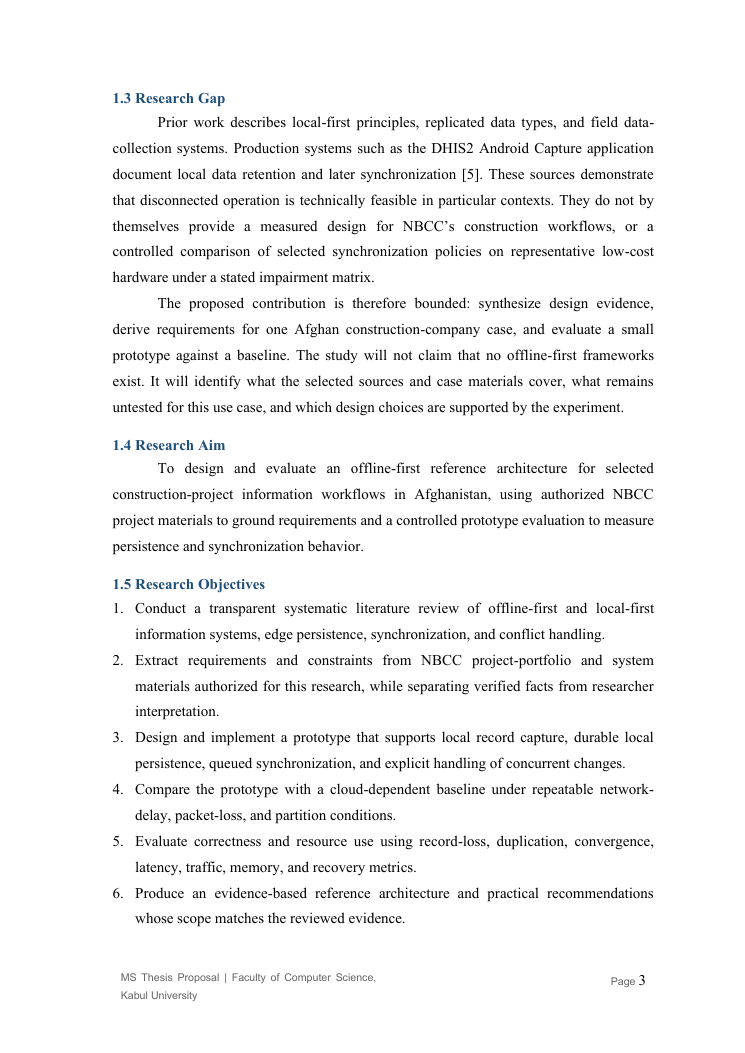 1.3 Research Gap
Prior work describes local-first principles, replicated data types, and field data-
collection systems. Production systems such as the DHIS2 Android Capture application
document local data retention and later synchronization [5]. These sources demonstrate
that disconnected operation is technically feasible in particular contexts. They do not by
themselves provide a measured design for NBCC’s construction workflows, or a
controlled comparison of selected synchronization policies on representative low-cost
hardware under a stated impairment matrix.
The proposed contribution is therefore bounded: synthesize design evidence,
derive requirements for one Afghan construction-company case, and evaluate a small
prototype against a baseline. The study will not claim that no offline-first frameworks
exist. It will identify what the selected sources and case materials cover, what remains
untested for this use case, and which design choices are supported by the experiment.
1.4 Research Aim
To design and evaluate an offline-first reference architecture for selected
construction-project information workflows in Afghanistan, using authorized NBCC
project materials to ground requirements and a controlled prototype evaluation to measure
persistence and synchronization behavior.
1.5 Research Objectives
1. Conduct a transparent systematic literature review of offline-first and local-first
information systems, edge persistence, synchronization, and conflict handling.
2. Extract requirements and constraints from NBCC project-portfolio and system
materials authorized for this research, while separating verified facts from researcher
interpretation.
3. Design and implement a prototype that supports local record capture, durable local
persistence, queued synchronization, and explicit handling of concurrent changes.
4. Compare the prototype with a cloud-dependent baseline under repeatable network-
delay, packet-loss, and partition conditions.
5. Evaluate correctness and resource use using record-loss, duplication, convergence,
latency, traffic, memory, and recovery metrics.
6. Produce an evidence-based reference architecture and practical recommendations
whose scope matches the reviewed evidence.
MS Thesis Proposal | Faculty of Computer Science,
Kabul University
Page 3